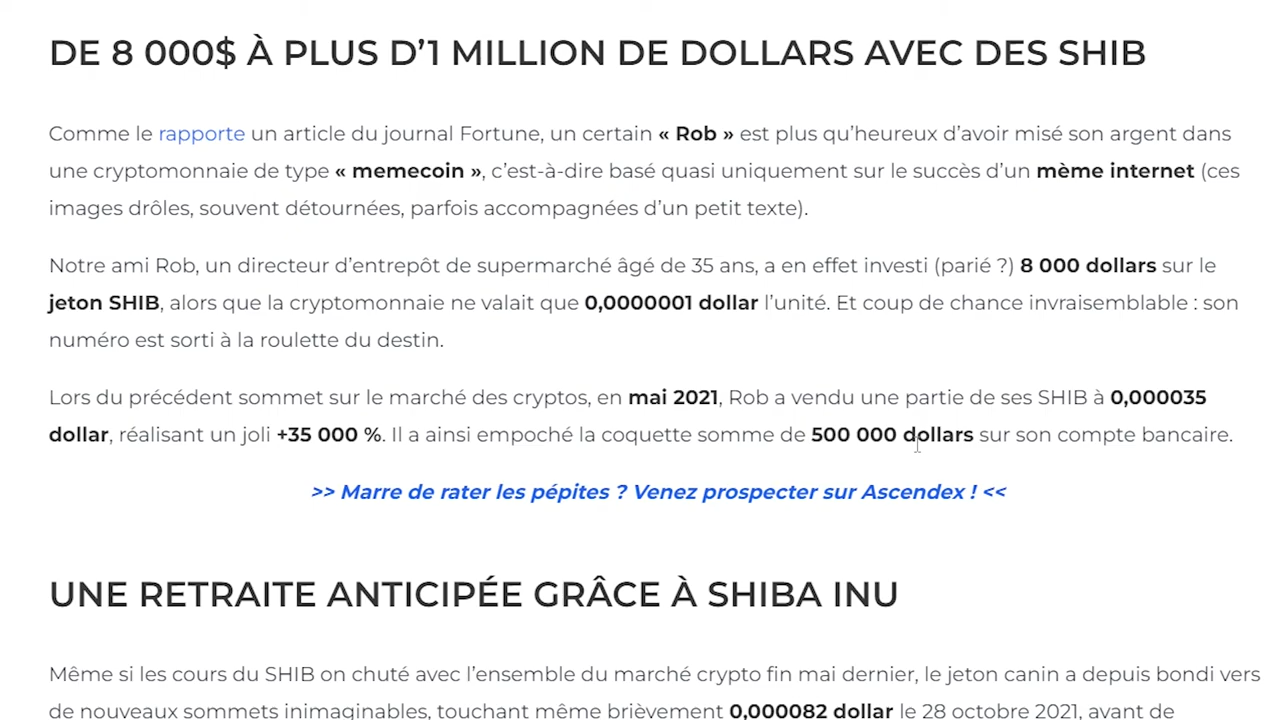 DE 8 000$ À PLUS D’1 MILLION DE DOLLARS AVEC DES SHIB
Comme le rapporte un article du journal Fortune, un certain « Rob » est plus qu’heureux d’avoir misé son argent dans
une cryptomonnaie de type « memecoin », c’est-à-dire basé quasi uniquement sur le succès d’un mème internet (ces
images drôles, souvent détournées, parfois accompagnées d’un petit texte).
Notre ami Rob, un directeur d’entrepôt de supermarché âgé de 35 ans, a en effet investi (parié ?) 8 000 dollars sur le
jeton SHIB, alors que la cryptomonnaie ne valait que 0,0000001 dollar l’unité. Et coup de chance invraisemblable : son
numéro est sorti à la roulette du destin.
Lors du précédent sommet sur le marché des cryptos, en mai 2021, Rob a vendu une partie de ses SHIB à 0,000035
dollar, réalisant un joli +35 000 %. Il a ainsi empoché la coquette somme de 500 000 dollars sur son compte bancaire.
>> Marre de rater les pépites ? Venez prospecter sur Ascendex ! <<
UNE RETRAITE ANTICIPÉE GRÂCE À SHIBA INU
Même si les cours du SHIB on chuté avec l’ensemble du marché crypto fin mai dernier, le jeton canin a depuis bondi vers
de nouveaux sommets inimaginables, touchant même brièvement 0,000082 dollar le 28 octobre 2021, avant de